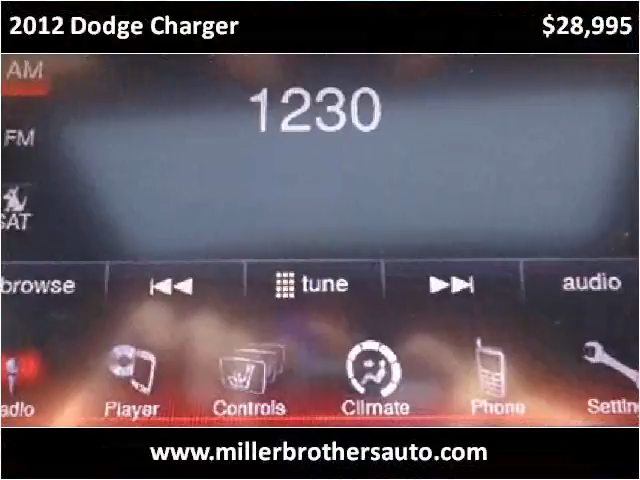 2012 Dodge Charger $28,995
AM
1230
FM
SAT
browse tune audio
adio Player Controls Climate Phone Settin
www.millerbrothersauto.com